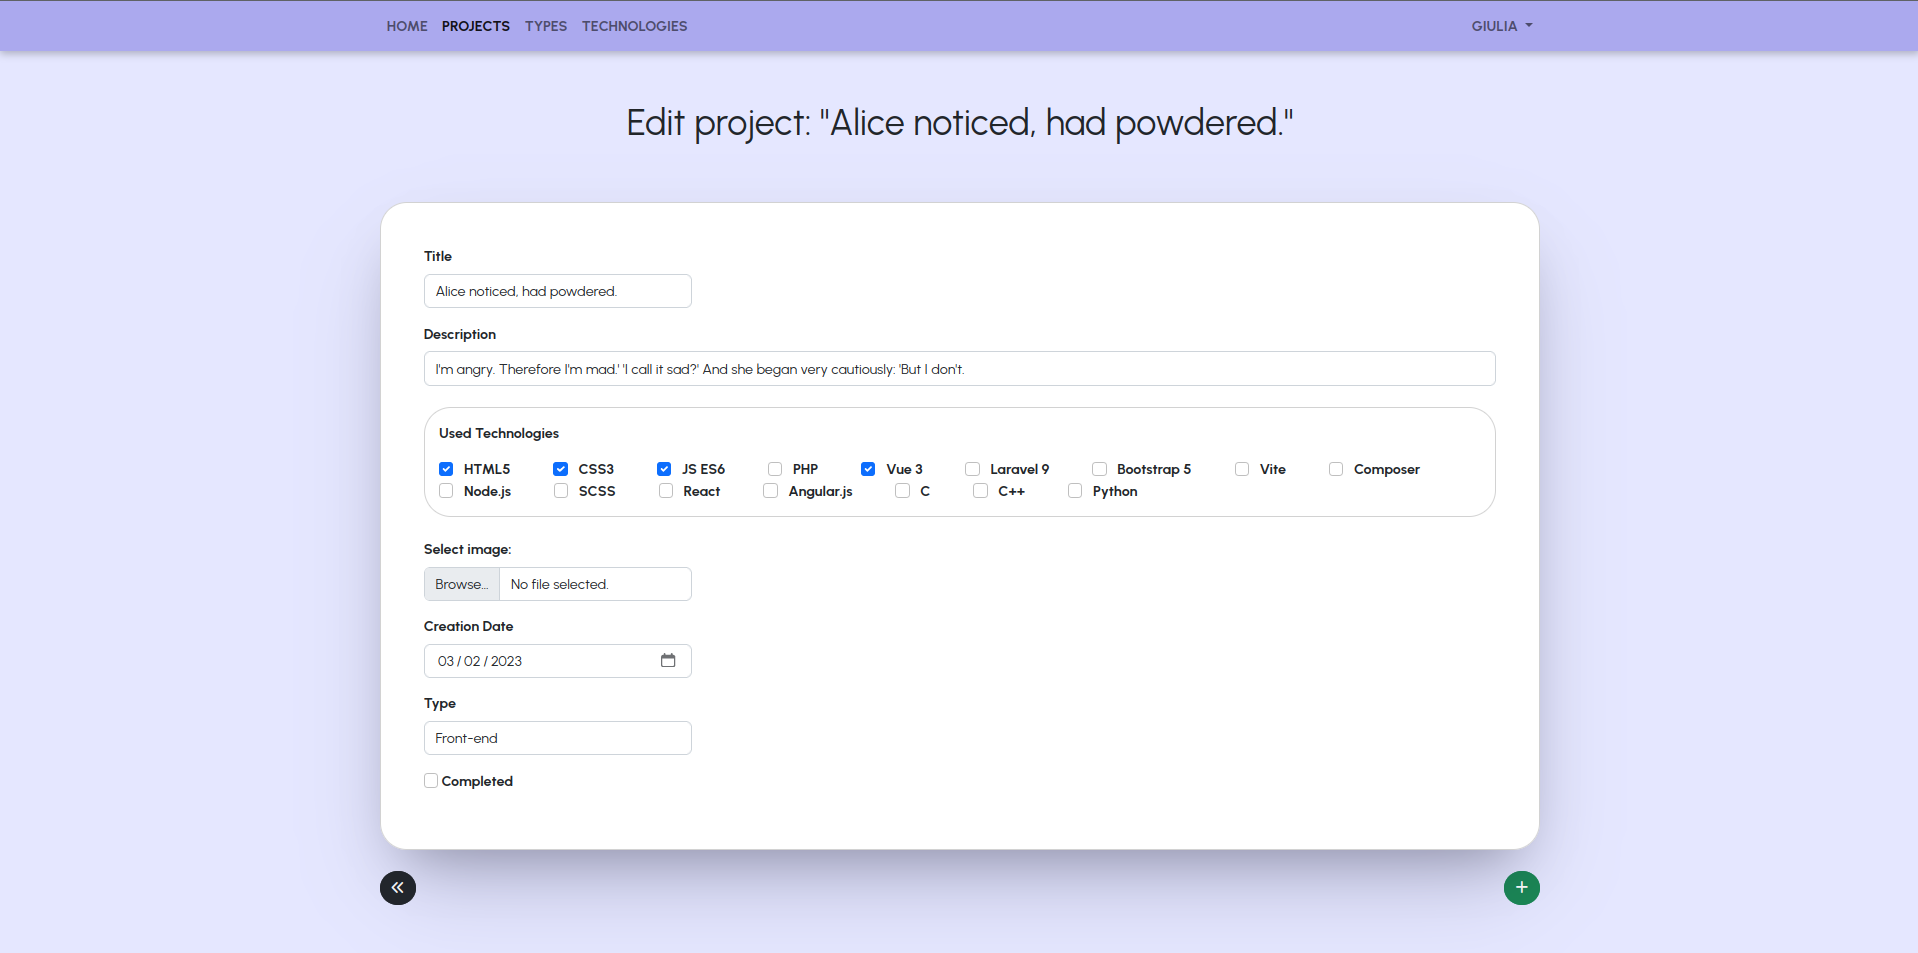 HOME PROJECTS TYPES TECHNOLOGIES GIULIA
Edit project: "Alice noticed, had powdered."
Title
Alice noticed, had powdered.
Description
I'm angry. Therefore I'm mad.' 'I call it sad?' And she began very cautiously: 'But I don't.
Used Technologies
HTML5 CSS3 JS ES6 PHP Vue 3 Laravel 9 Bootstrap 5 Vite Composer
Node.js SCSS React Angular.js C C++ Python
Select image:
Browse... No file selected.
Creation Date
03 / 02 / 2023
Type
Front-end
Completed